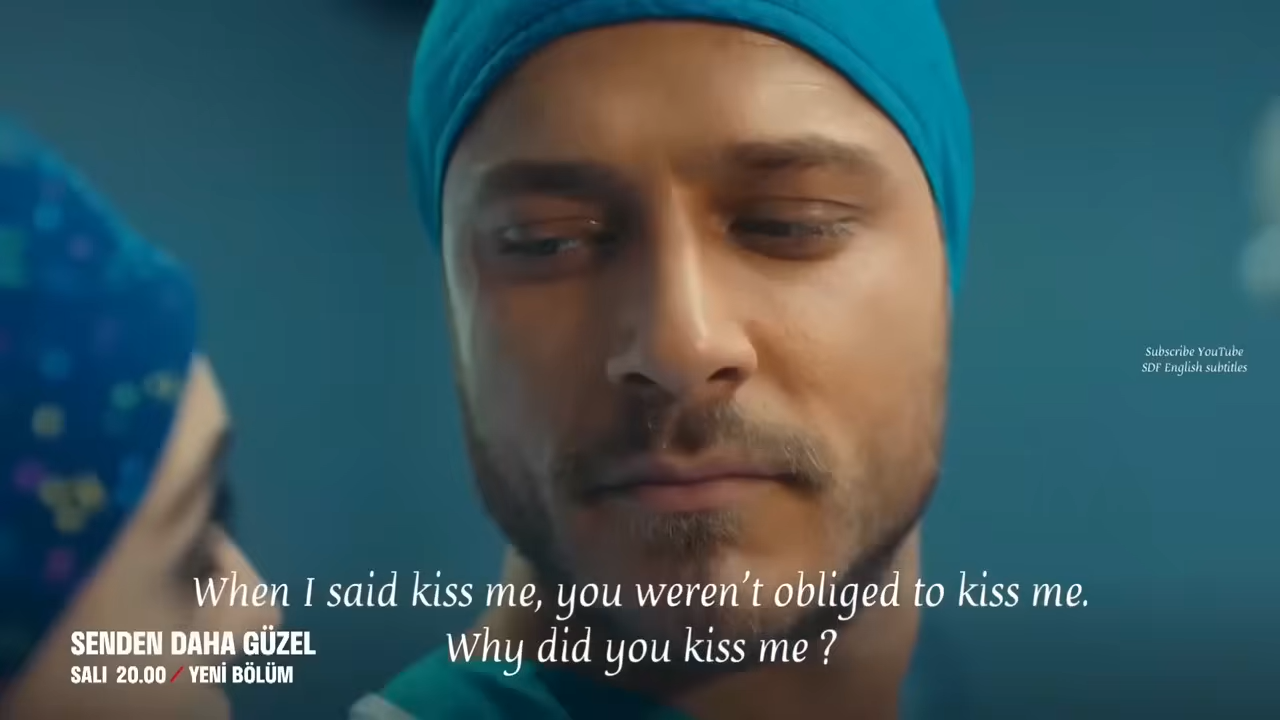 Subscribe YouTube
SDF English subtitles
When I said kiss me, you weren't obliged to kiss me.
Why did you kiss me ?
SENDEN DAHA GÜZEL
SALI 20.00 / YENİ BÖLÜM